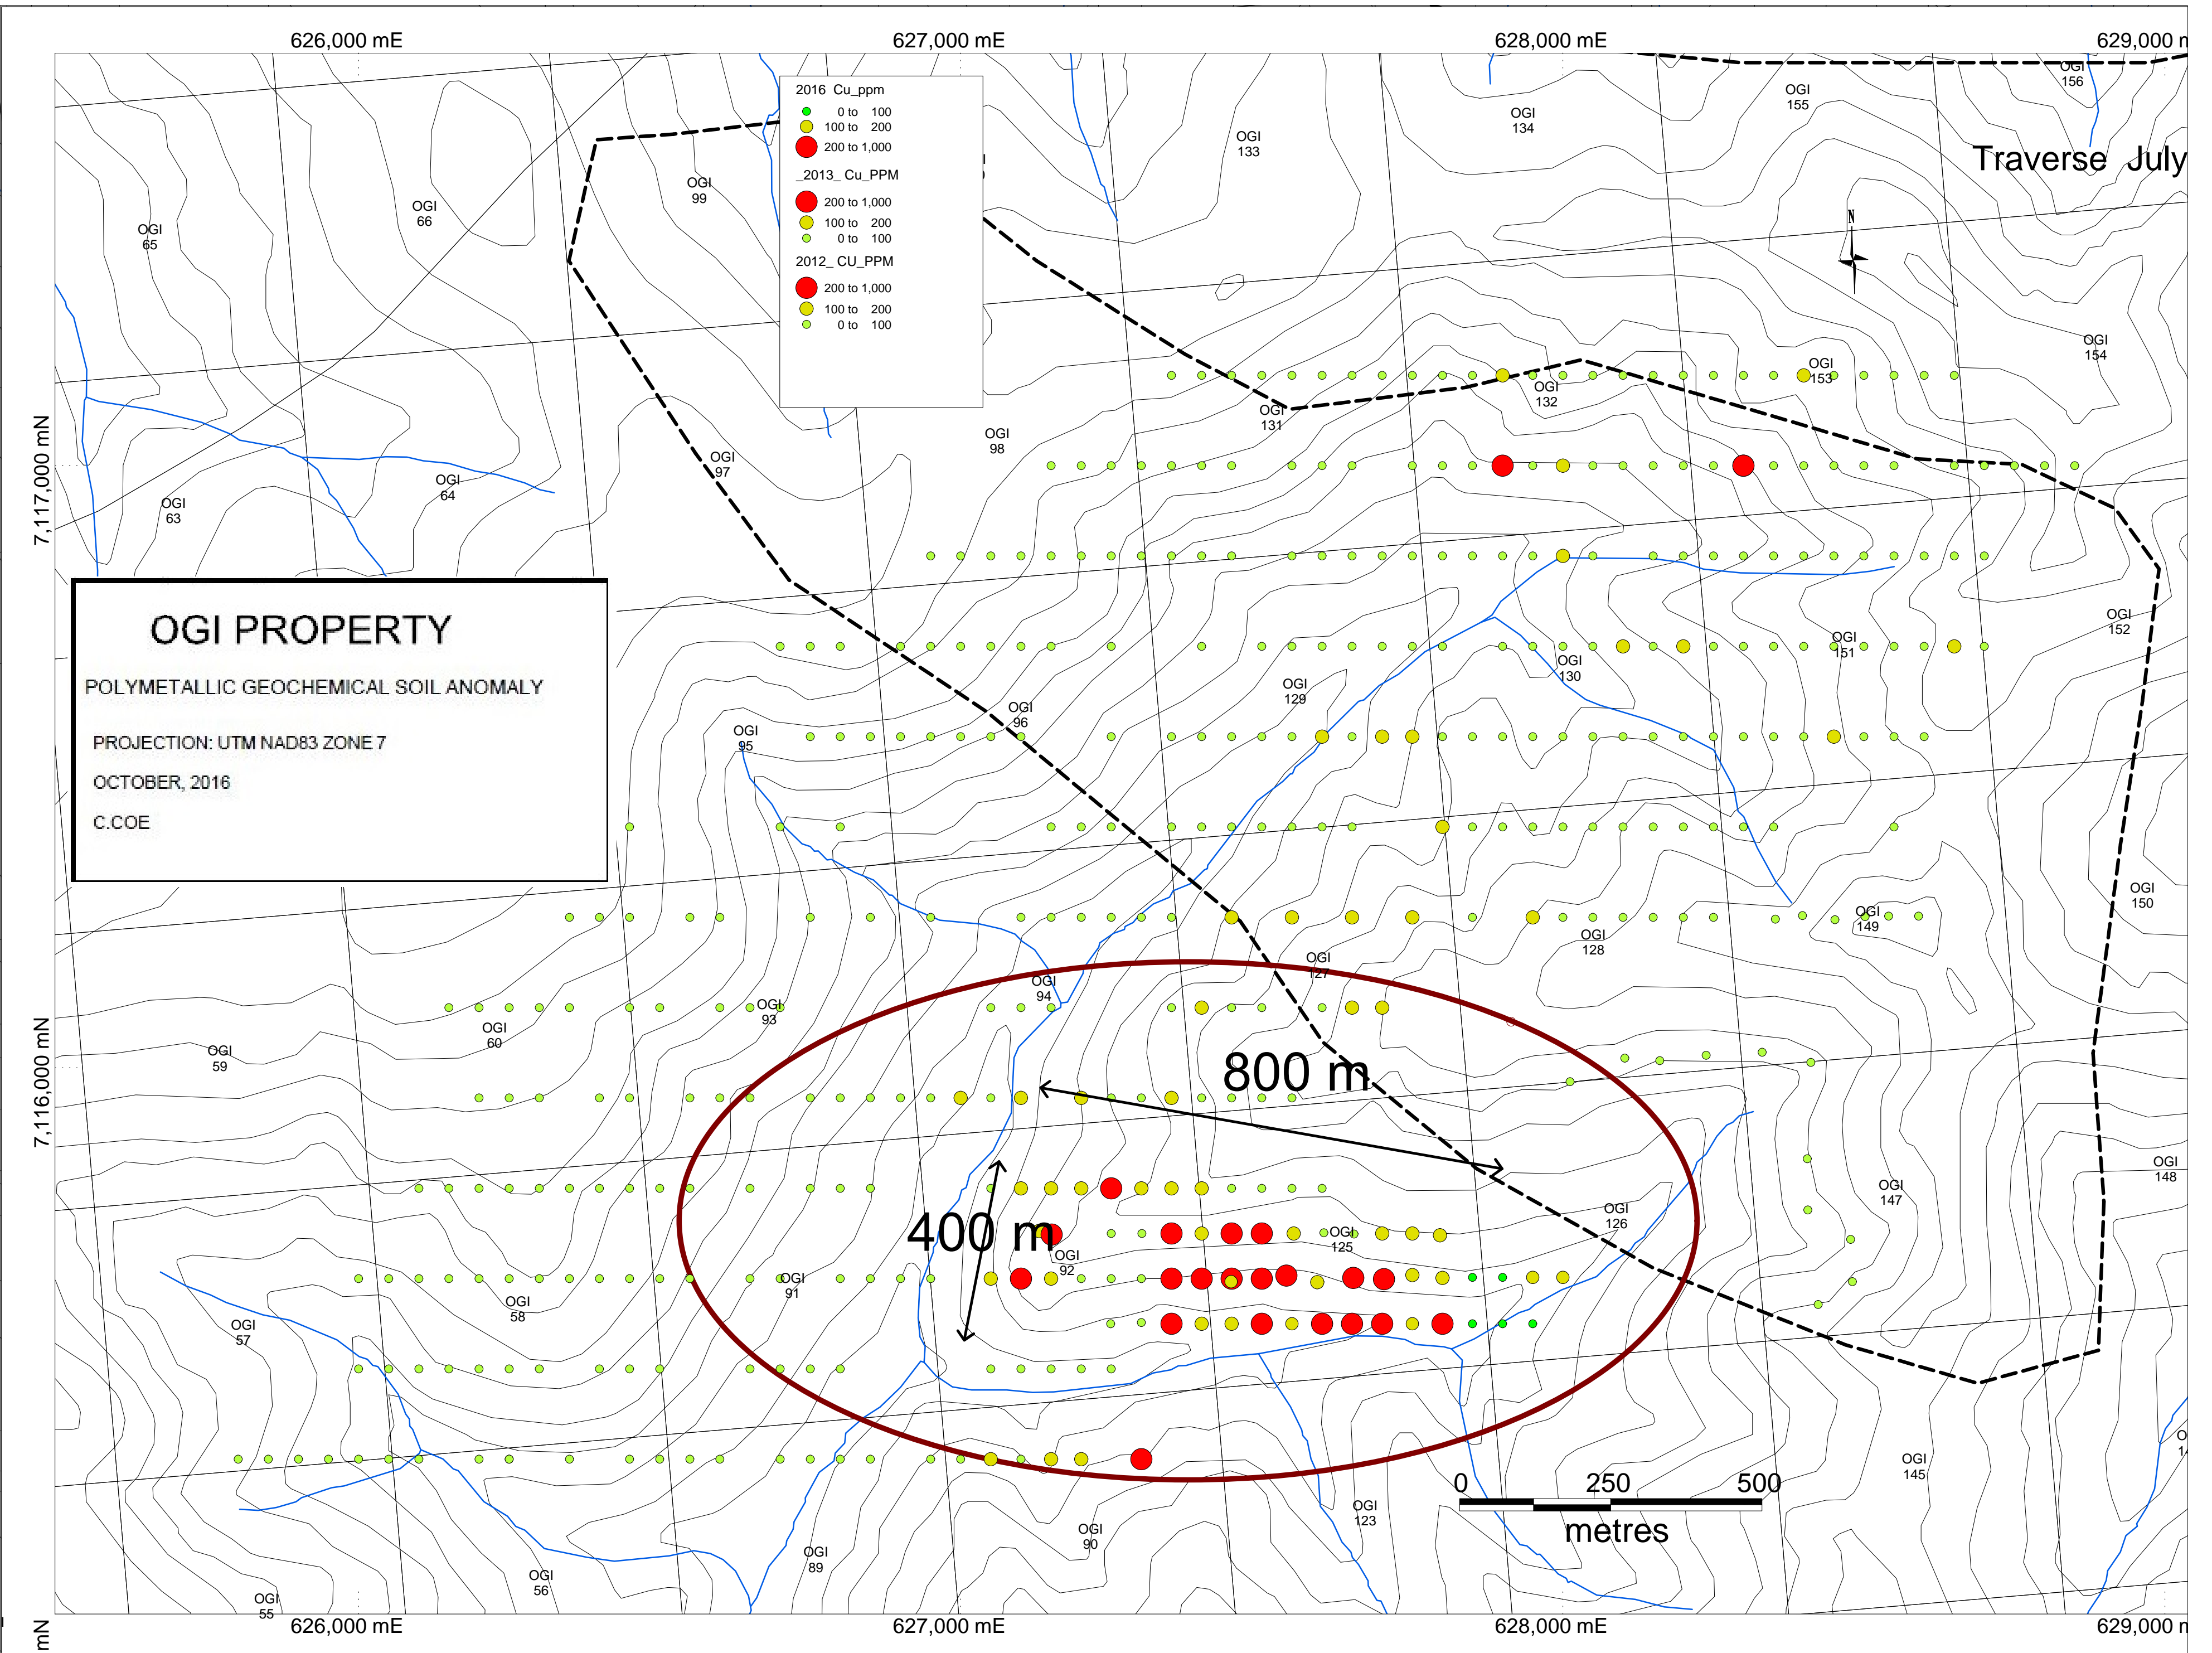 626,000 mE
627,000 mE
628,000 mE
629,000 m
2016 Cu_ppm
0 to 100
100 to 200
200 to 1,000
_2013_ Cu_PPM
200 to 1,000
100 to 200
0 to 100
2012_ CU_PPM
200 to 1,000
100 to 200
0 to 100
OGI
156
OGI
155
OGI
134
OGI
133
Traverse July
OGI
99
OGI
66
OGI
65
N
OGI
154
OGI
153
OGI
132
OGI
131
OGI
98
OGI
97
OGI
64
OGI
63
7,117,000 mN
OGI PROPERTY
POLYMETALLIC GEOCHEMICAL SOIL ANOMALY
PROJECTION: UTM NAD83 ZONE 7
OCTOBER, 2016
C.COE
OGI
152
OGI
151
OGI
130
OGI
129
OGI
96
OGI
95
OGI
150
OGI
149
OGI
128
OGI
127
OGI
94
OGI
93
OGI
60
OGI
59
7,116,000 mN
800 m
400 m
OGI
148
OGI
147
OGI
126
OGI
125
OGI
92
OGI
91
OGI
58
OGI
57
OGI
145
0 250 500
metres
OGI
123
OGI
90
OGI
89
OGI
56
OGI
55
mN
626,000 mE
627,000 mE
628,000 mE
629,000 m